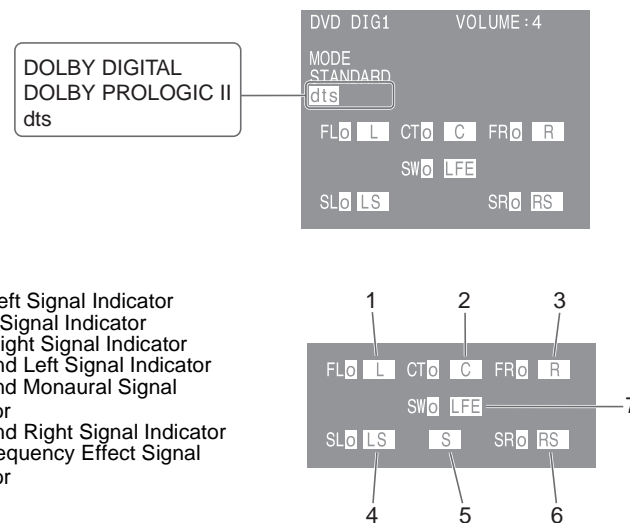 DOLBY DIGITAL
DOLBY PROLOGIC II
dts
DVD DIG1 VOLUME:4
MODE
STANDARD
dts
FL o L CT o C FR o R
SW o LFE
SL o LS SR o RS
Signal Indicator
Signal Indicator
Signal Indicator
Left Signal Indicator
Monaural Signal
Right Signal Indicator
Effect Signal
1 2 3
FL o L CT o C FR o R
SW o LFE
7
SL o LS S SR o RS
4 5 6